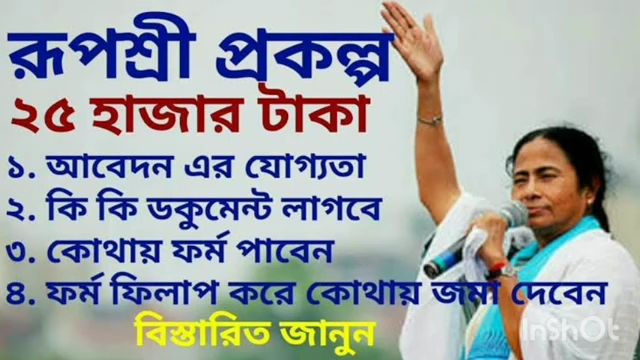 রূপশ্রী প্রকল্প
২৫ হাজার টাকা
১. আবেদন এর যোগ্যতা
২. কি কি ডকুমেন্ট লাগবে
৩. কোথায় ফর্ম পাবেন
৪. ফর্ম ফিলাপ করে কোথায় জমা দেবেন
বিস্তারিত জানুন
InShOt